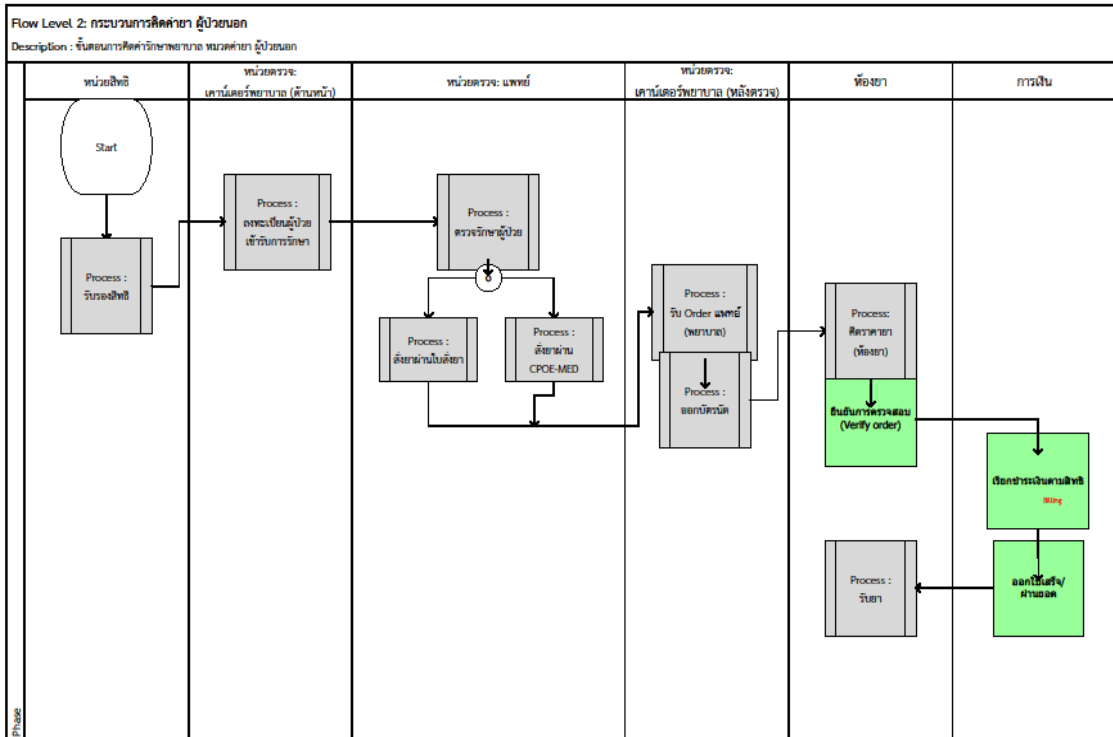 Flow Level 2: กระบวนการคิดค่ายา ผู้ป่วยนอก
Description : ขั้นตอนการคิดค่ารักษาพยาบาล หมวดค่ายา ผู้ป่วยนอก
หน่วยสิทธิ
หน่วยตรวจ:
เคาน์เตอร์พยาบาล (ด้านหน้า)
หน่วยตรวจ: แพทย์
หน่วยตรวจ:
เคาน์เตอร์พยาบาล (หลังตรวจ)
ห้องยา
การเงิน
Start
Process :
รับรองสิทธิ
Process :
ลงทะเบียนผู้ป่วย
เข้ารับการรักษา
Process :
ตรวจรักษาผู้ป่วย
Process :
สั่งยาผ่านใบสั่งยา
Process :
สั่งยาผ่าน
CPOE-MED
Process :
รับ Order แพทย์
(พยาบาล)
Process :
ออกบัตรนัด
Process:
คิดราคายา
(ห้องยา)
ยืนยันการตรวจสอบ
(Verify order)
เรียกชำระเงินตามสิทธิ
Billing
ออกใบเสร็จ/
ผ่านยอด
Process :
รับยา
Phase